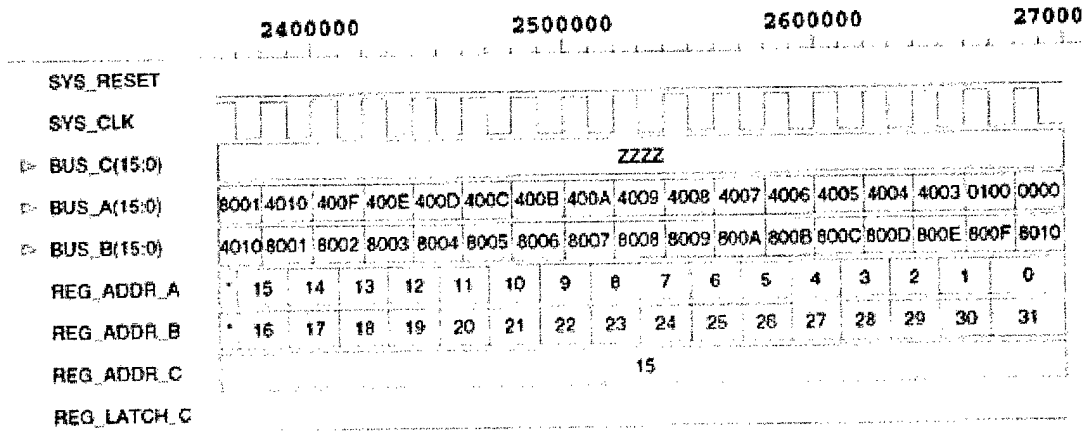 2400000 2500000 2600000 27000
SYS_RESET
SYS_CLK
BUS_C(15:0) ZZZZ
BUS_A(15:0) 8001 4010 400F 400E 400D 400C 400B 400A 4009 4008 4007 4006 4005 4004 4003 0100 0000
BUS_B(15:0) 4010 8001 8002 8003 8004 8005 8006 8007 8008 8009 800A 800B 800C 800D 800E 800F 8010
REG_ADDR_A * 15 14 13 12 11 10 9 8 7 6 5 4 3 2 1 0
REG_ADDR_B * 16 17 18 19 20 21 22 23 24 25 26 27 28 29 30 31
REG_ADDR_C 15
REG_LATCH_C